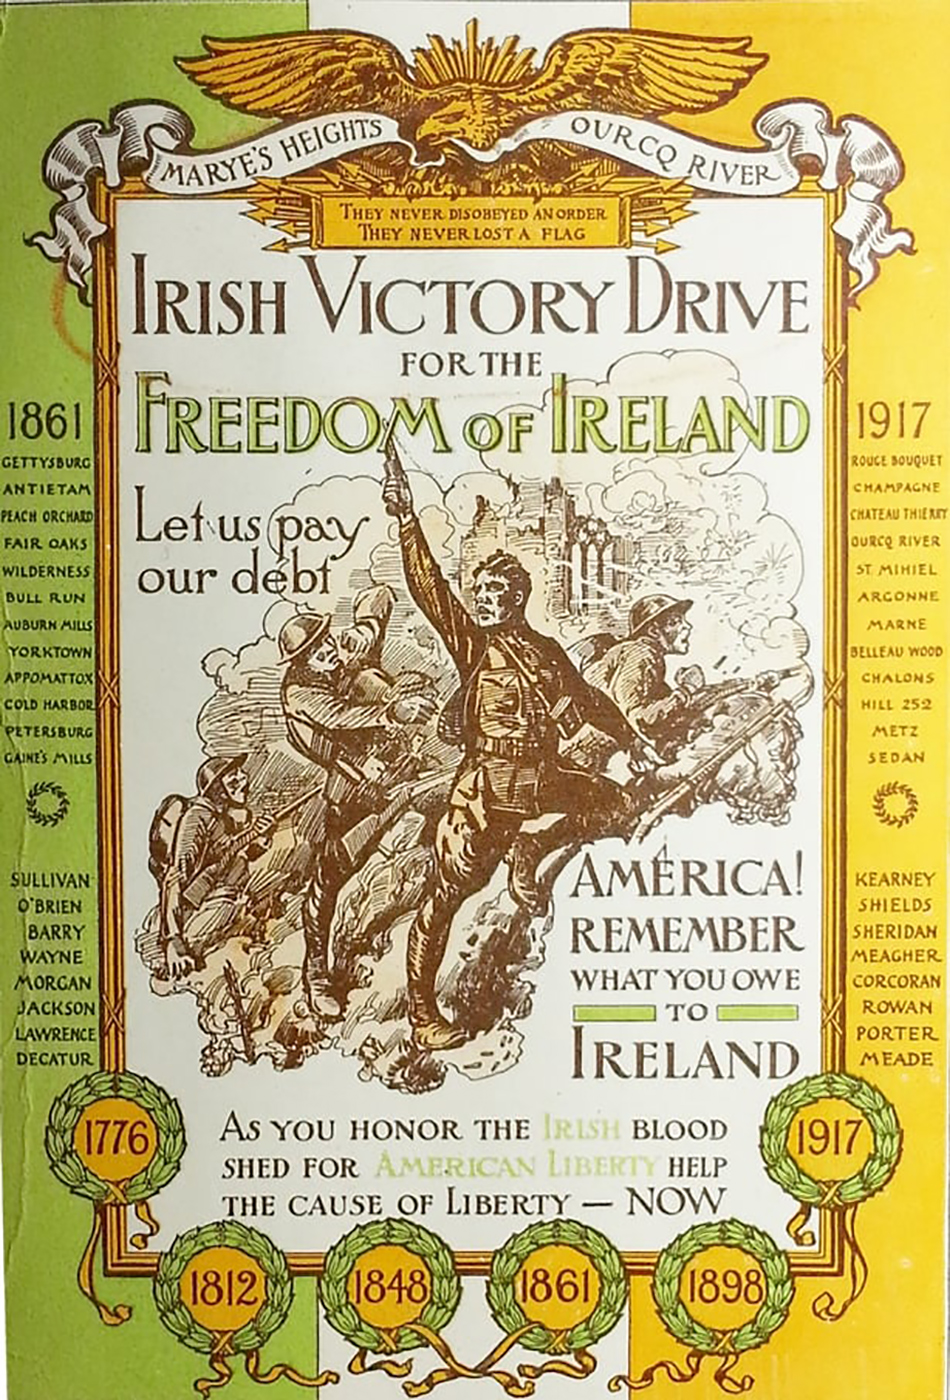 MARYE'S HEIGHTS
OURCQ RIVER
THEY NEVER DISOBEYED AN ORDER
THEY NEVER LOST A FLAG
IRISH VICTORY DRIVE
FOR THE
FREEDOM OF IRELAND
Let us pay
our debt
1861
GETTYSBURG
ANTIETAM
PEACH ORCHARD
FAIR OAKS
WILDERNESS
BULL RUN
AUBURN MILLS
YORKTOWN
APPOMATTOX
COLD HARBOR
PETERSBURG
GAINE'S MILLS
SULLIVAN
O'BRIEN
BARRY
WAYNE
MORGAN
JACKSON
LAWRENCE
DECATUR
1917
ROUGE BOUQUET
CHAMPAGNE
CHATEAU THIERRY
OURCQ RIVER
ST. MIHIEL
ARGONNE
MARNE
BELLEAU WOOD
CHALONS
HILL 252
METZ
SEDAN
KEARNEY
SHIELDS
SHERIDAN
MEAGHER
CORCORAN
ROWAN
PORTER
MEADE
AMERICA!
REMEMBER
WHAT YOU OWE
TO
IRELAND
AS YOU HONOR THE IRISH BLOOD
SHED FOR AMERICAN LIBERTY HELP
THE CAUSE OF LIBERTY — NOW
1776
1812
1848
1861
1898
1917